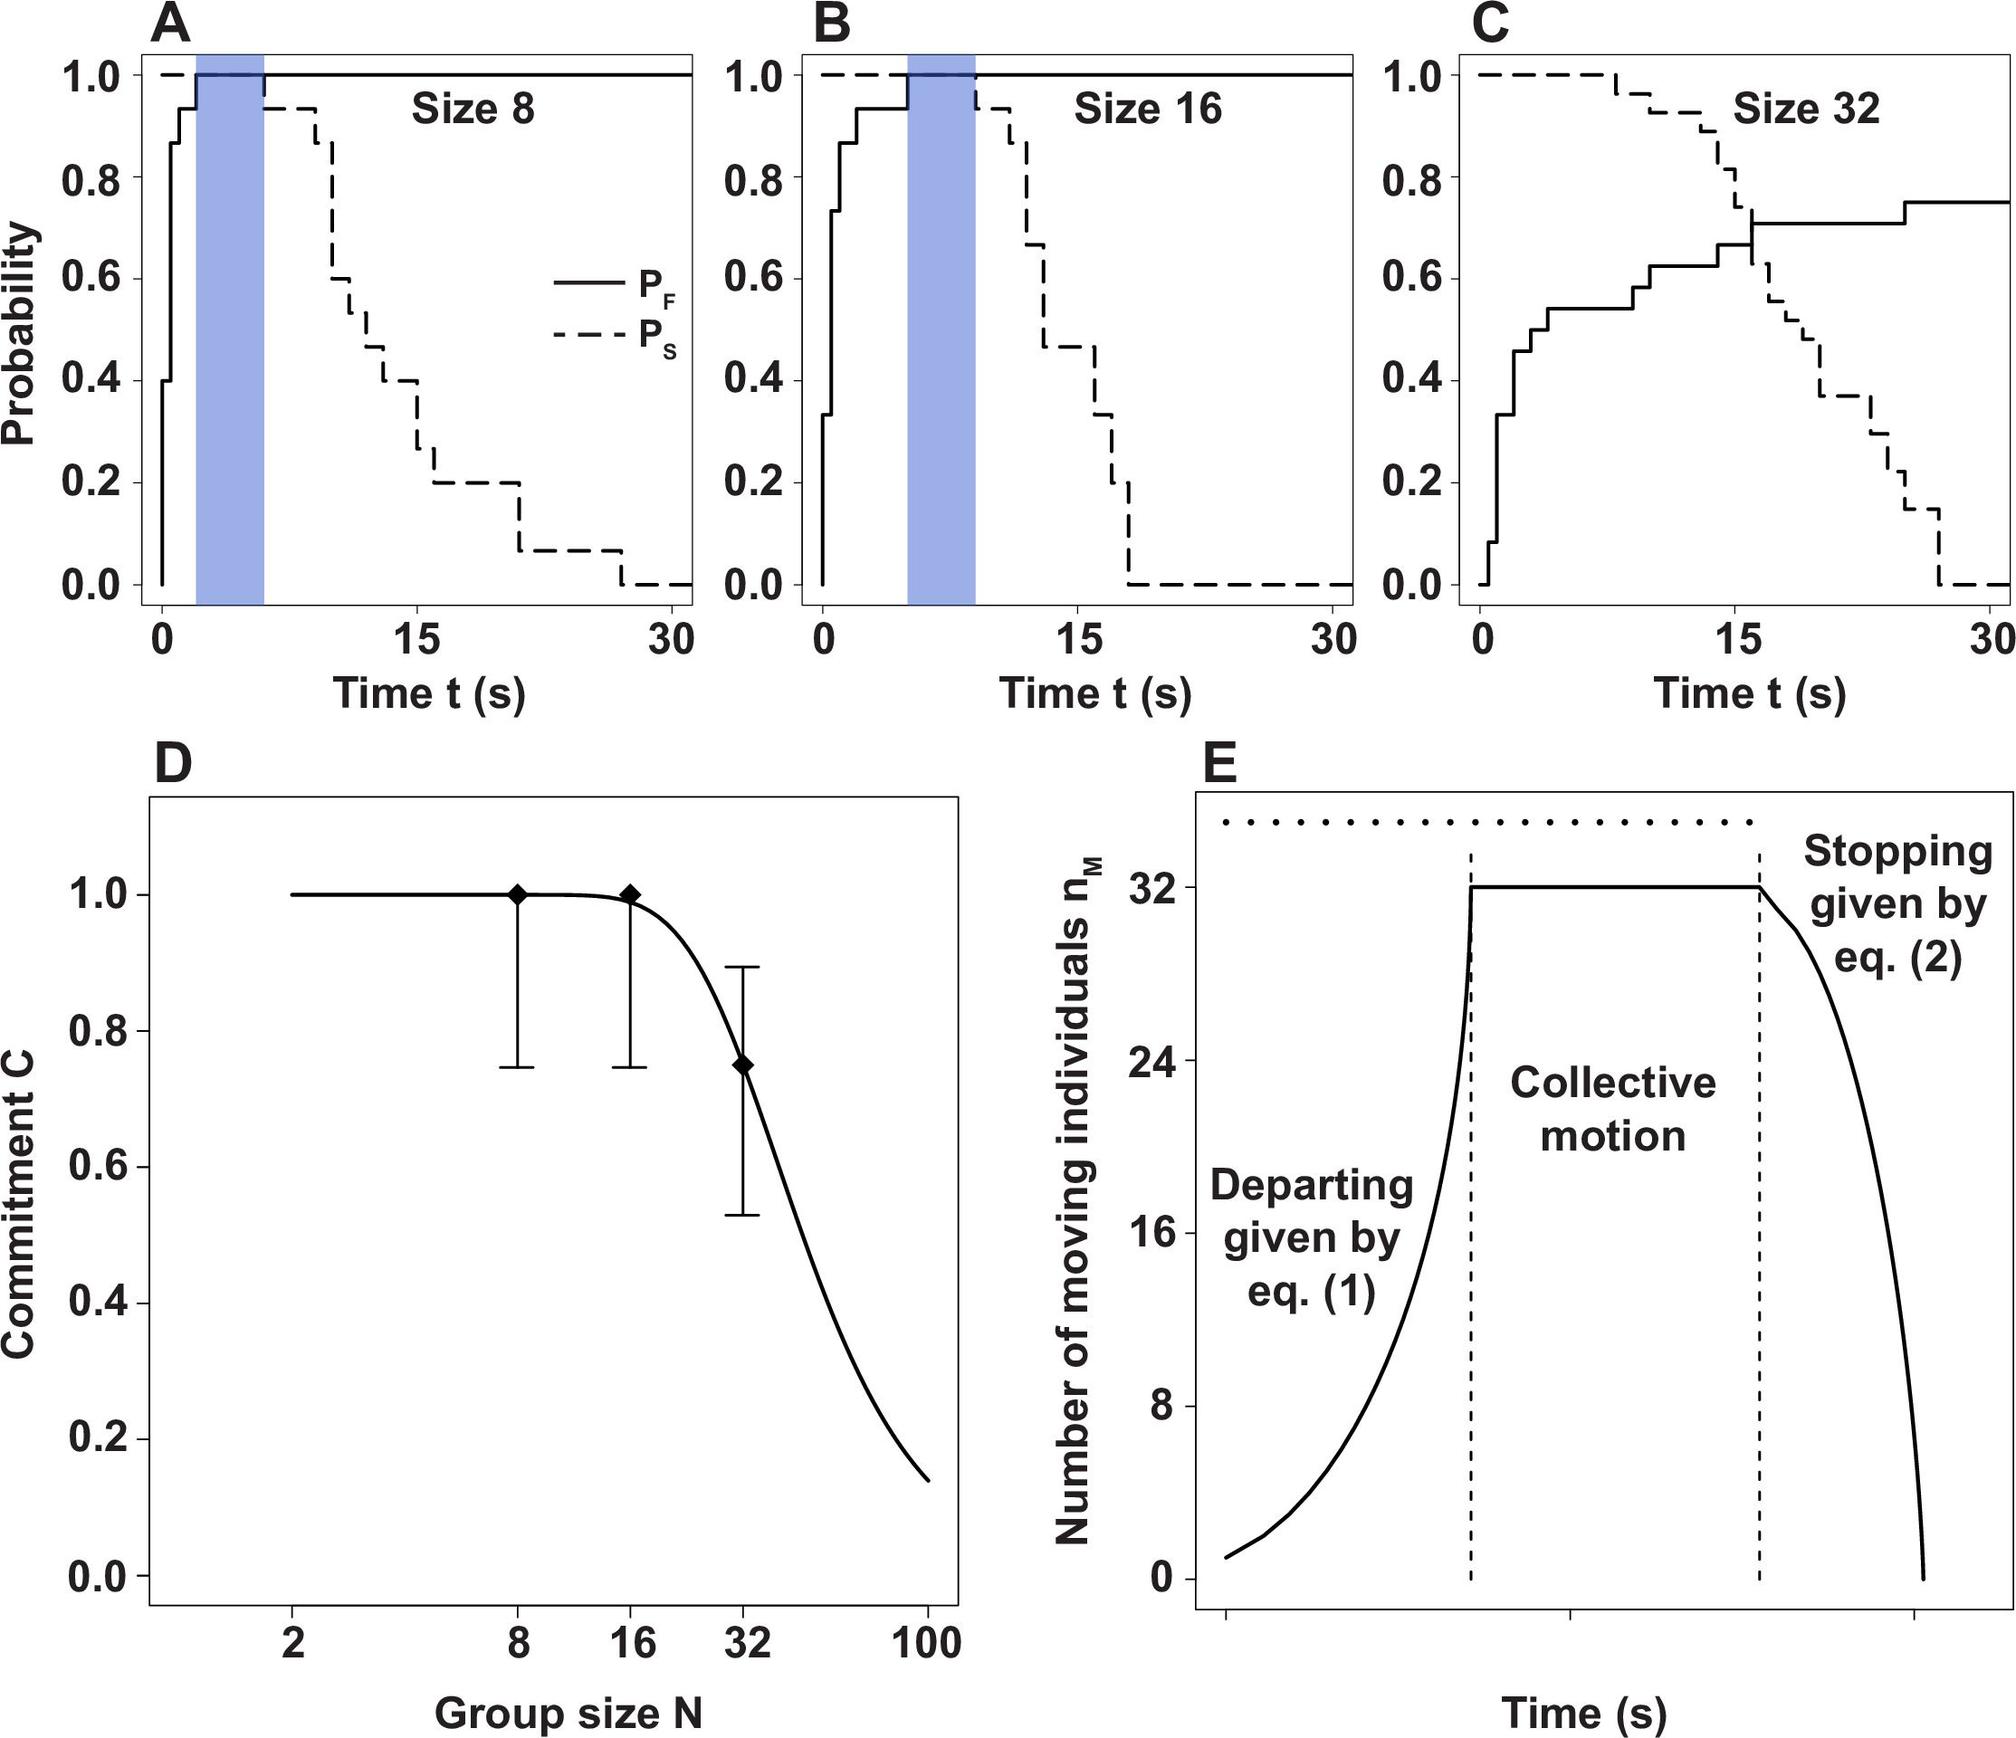 A
1.0
0.8
0.6
0.4
0.2
0.0
Probability
Size 8
P_F
P_S
0 15 30
Time t (s)
B
1.0
0.8
0.6
0.4
0.2
0.0
Size 16
0 15 30
Time t (s)
C
1.0
0.8
0.6
0.4
0.2
0.0
Size 32
0 15 30
Time t (s)
D
1.0
0.8
0.6
0.4
0.2
0.0
Commitment C
2 8 16 32 100
Group size N
E
32
24
16
8
0
Number of moving individuals n_M
Departing
given by
eq. (1)
Collective
motion
Stopping
given by
eq. (2)
Time (s)